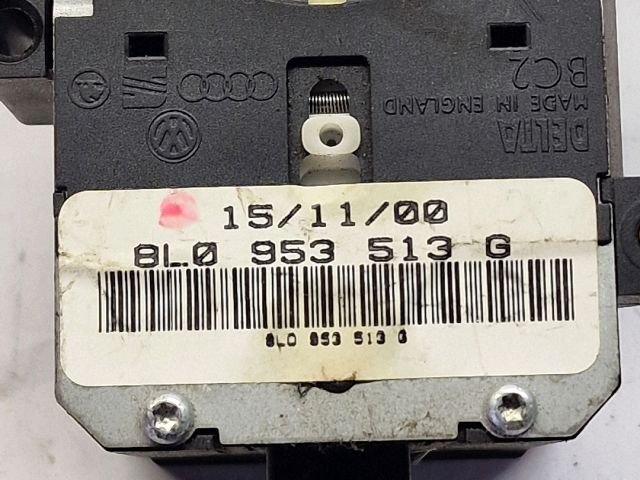 DELTA
MADE IN ENGLAND
BC2
15/11/00
8L0 953 513 G
8L0 953 513 G